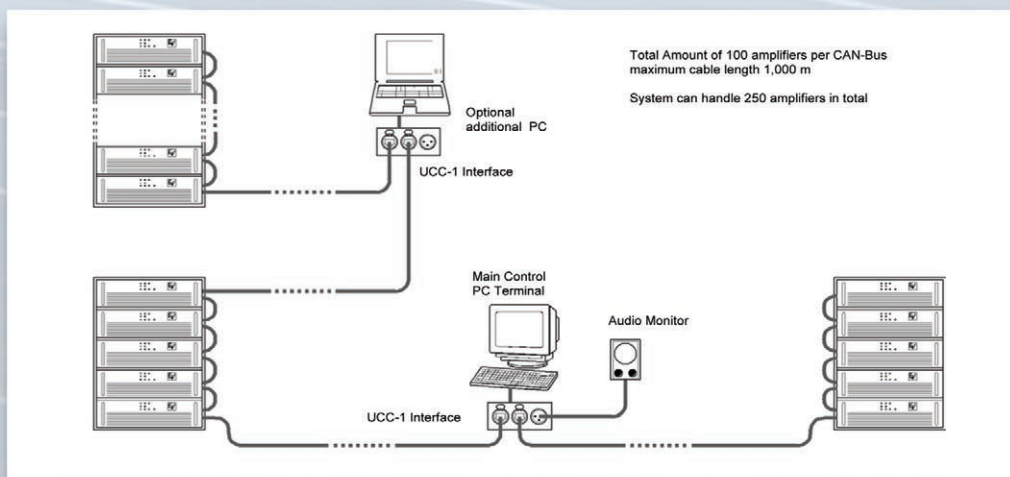 Total Amount of 100 amplifiers per CAN-Bus
maximum cable length 1,000 m
System can handle 250 amplifiers in total
Optional
additional PC
UCC-1 Interface
Main Control
PC Terminal
Audio Monitor
UCC-1 Interface